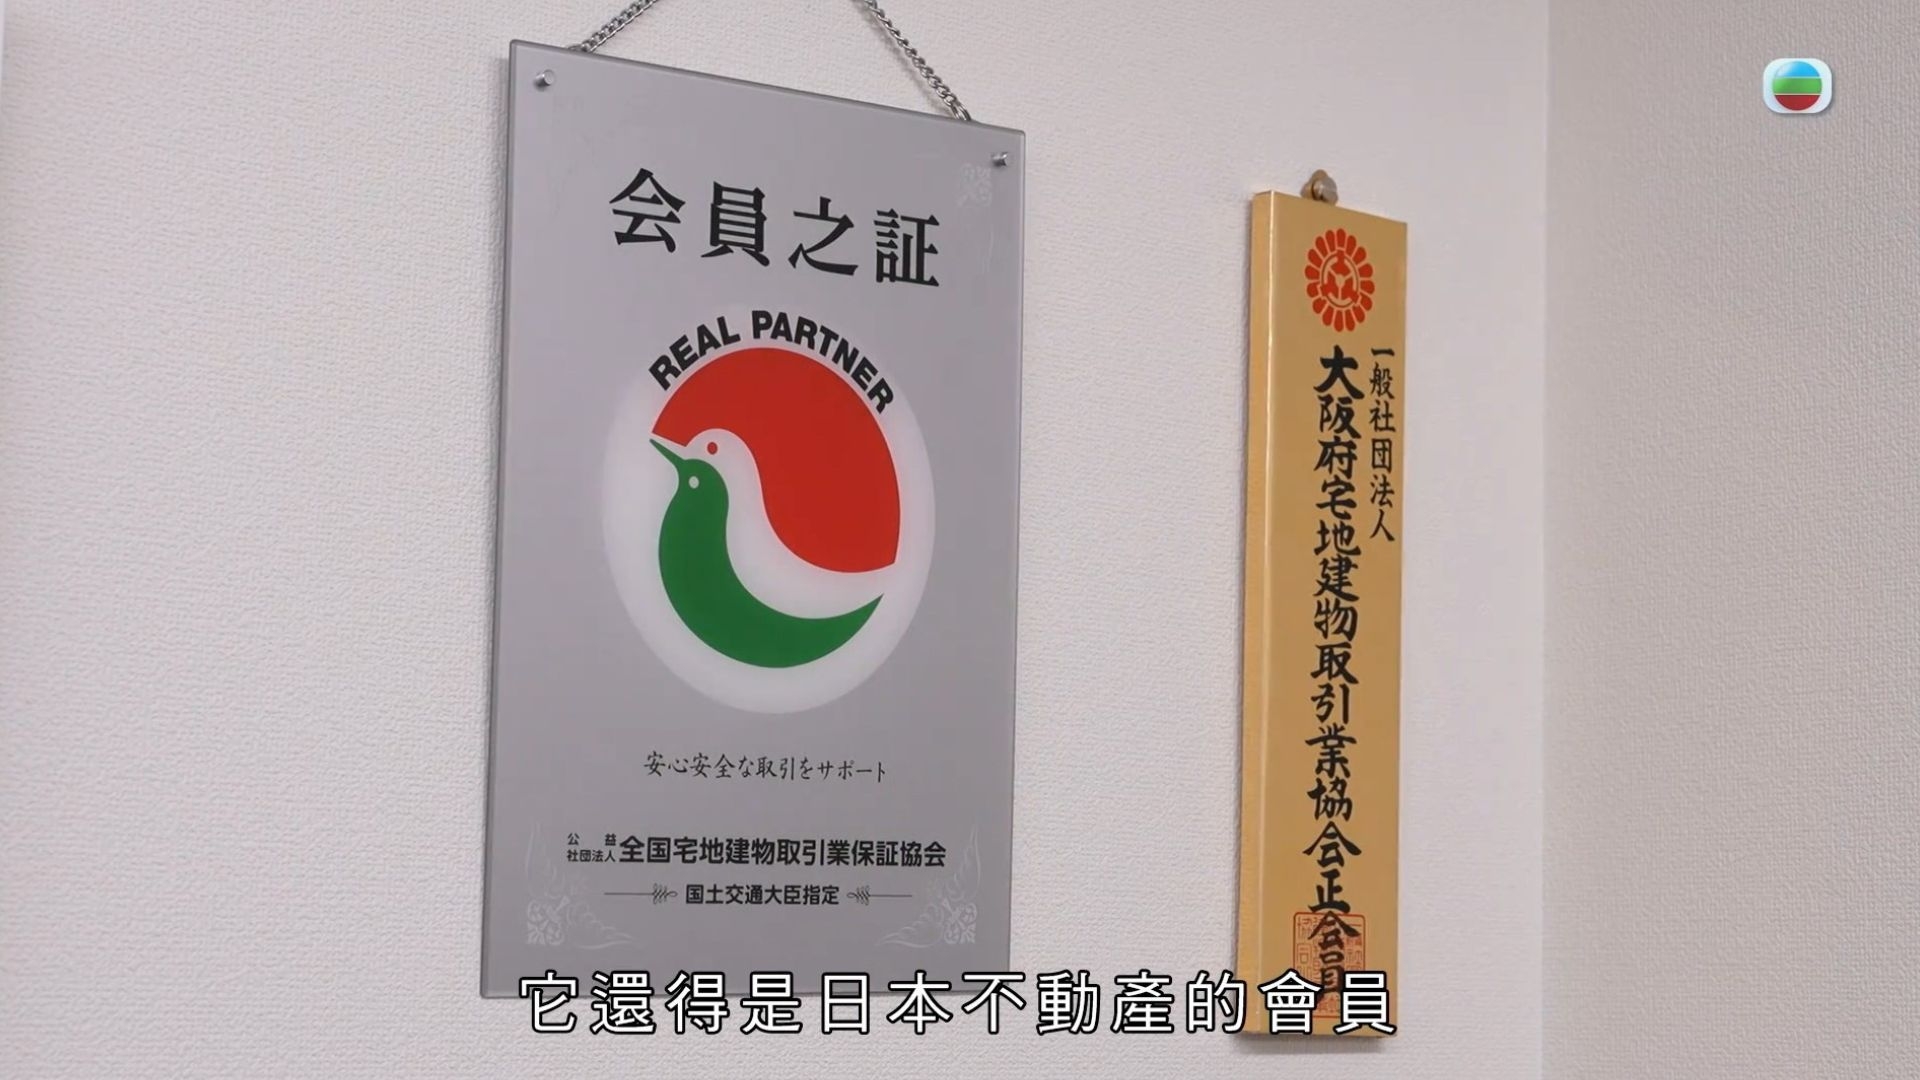 会員之証
REAL PARTNER
安心安全な取引をサポート
公益社団法人 全国宅地建物取引業保証協会
国土交通大臣指定
一般社団法人
大阪府宅地建物取引業協会正会員
它還得是日本不動產的會員